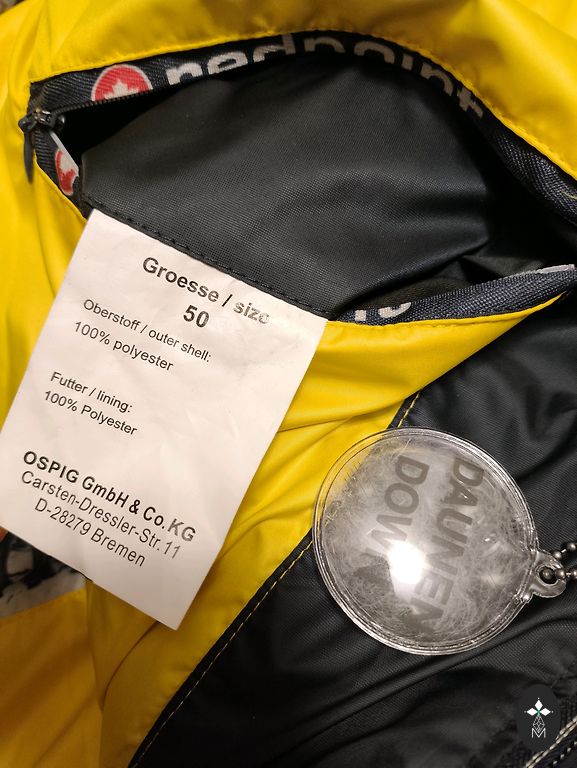 redpoint
Groesse / size
50
Oberstoff / outer shell:
100% polyester
Futter / lining:
100% Polyester
OSPIG GmbH & Co. KG
Carsten-Dressler-Str. 11
D-28279 Bremen
DAUNEN
DOWN
M